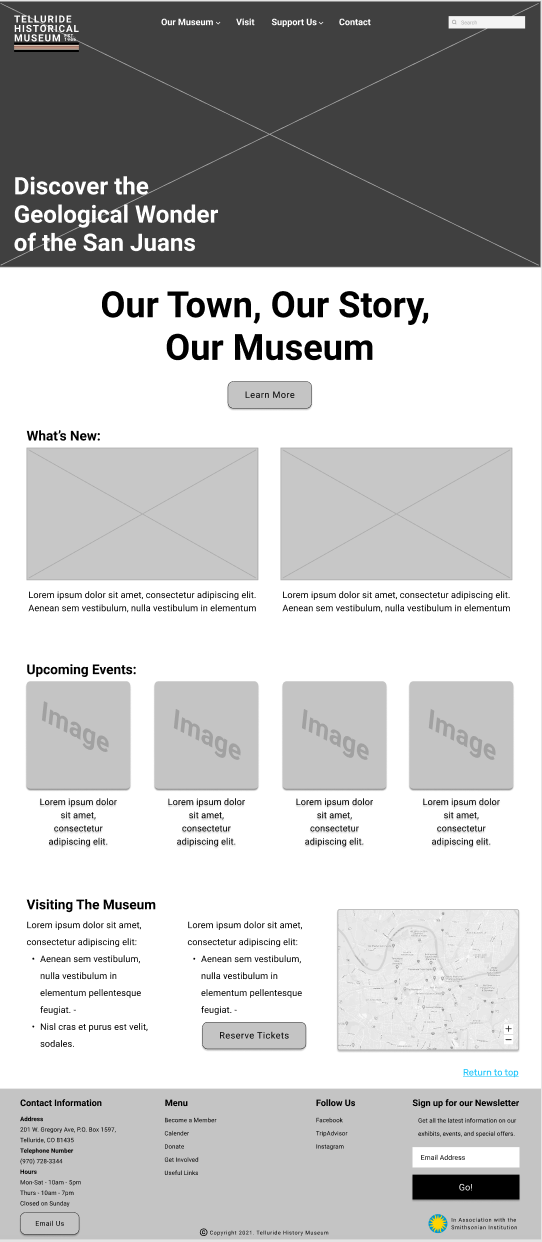 TELLURIDE
HISTORICAL
MUSEUM EST. 1966
Our Museum Visit Support Us Contact
Search
Discover the
Geological Wonder
of the San Juans
Our Town, Our Story,
Our Museum
Learn More
What's New:
Lorem ipsum dolor sit amet, consectetur adipiscing elit.
Aenean sem vestibulum, nulla vestibulum in elementum
Lorem ipsum dolor sit amet, consectetur adipiscing elit.
Aenean sem vestibulum, nulla vestibulum in elementum
Upcoming Events:
Image
Image
Image
Image
Lorem ipsum dolor
sit amet,
consectetur
adipiscing elit.
Lorem ipsum dolor
sit amet,
consectetur
adipiscing elit.
Lorem ipsum dolor
sit amet,
consectetur
adipiscing elit.
Lorem ipsum dolor
sit amet,
consectetur
adipiscing elit.
Visiting The Museum
Lorem ipsum dolor sit amet,
consectetur adipiscing elit:
• Aenean sem vestibulum,
nulla vestibulum in
elementum pellentesque
feugiat. -
• Nisl cras et purus est velit,
sodales.
Lorem ipsum dolor sit amet,
consectetur adipiscing elit:
• Aenean sem vestibulum,
nulla vestibulum in
elementum pellentesque
feugiat. -
Reserve Tickets
+
−
Return to top
Contact Information
Address
201 W. Gregory Ave, P.O. Box 1597,
Telluride, CO 81435
Telephone Number
(970) 728-3344
Hours
Mon-Sat - 10am - 5pm
Thurs - 10am - 7pm
Closed on Sunday
Email Us
Menu
Become a Member
Calender
Donate
Get Involved
Useful Links
Follow Us
Facebook
TripAdvisor
Instagram
Sign up for our Newsletter
Get all the latest information on our
exhibits, events, and special offers.
Email Address
Go!
In Association with the
Smithsonian Institution
© Copyright 2021. Telluride History Museum